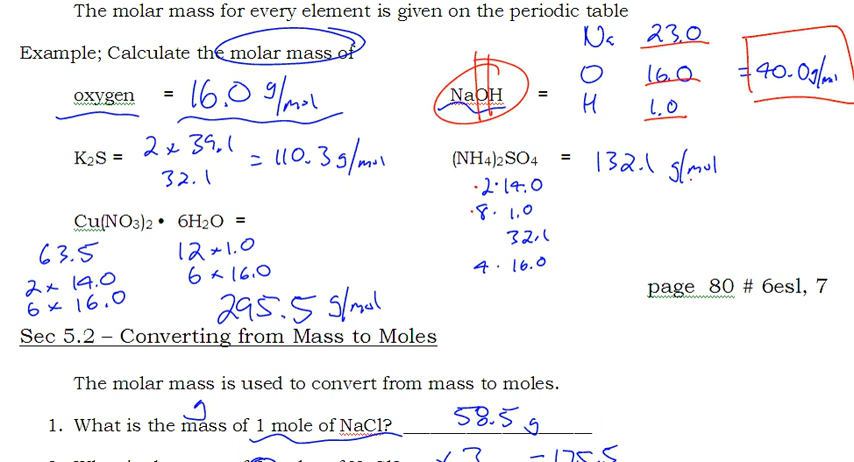 The molar mass for every element is given on the periodic table
Example; Calculate the molar mass of
oxygen = 16.0 g/mol
NaOH =
Na 23.0
O 16.0 = 40.0 g/mol
H 1.0
K2S = 2 × 39.1 = 110.3 g/mol
32.1
(NH4)2SO4 = 132.1 g/mol
· 2 · 14.0
· 8 · 1.0
32.1
4 · 16.0
Cu(NO3)2 • 6H2O =
63.5 12 × 1.0
2 × 14.0 6 × 16.0
6 × 16.0
295.5 g/mol
page 80 # 6esl, 7
Sec 5.2 – Converting from Mass to Moles
The molar mass is used to convert from mass to moles.
g
1. What is the mass of 1 mole of NaCl? 58.5 g
× 3 = 175.5